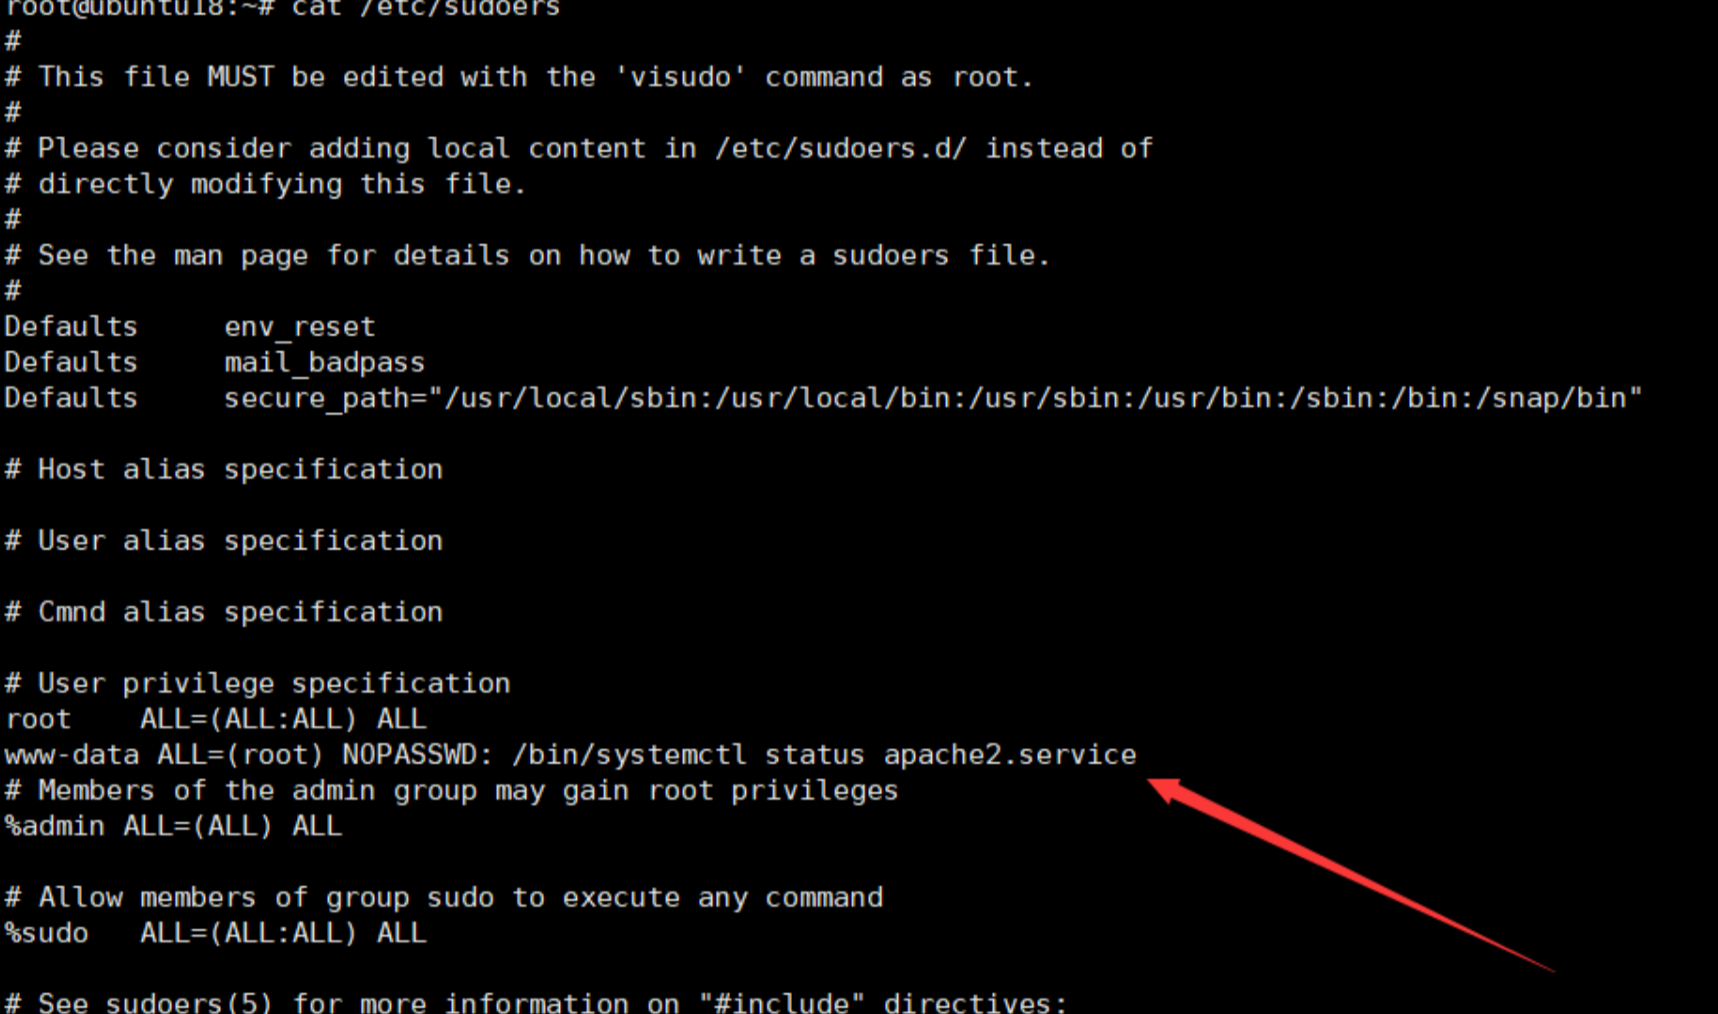 root@ubuntu18:~# cat /etc/sudoers
#
# This file MUST be edited with the 'visudo' command as root.
#
# Please consider adding local content in /etc/sudoers.d/ instead of
# directly modifying this file.
#
# See the man page for details on how to write a sudoers file.
#
Defaults     env_reset
Defaults     mail_badpass
Defaults     secure_path="/usr/local/sbin:/usr/local/bin:/usr/sbin:/usr/bin:/sbin:/bin:/snap/bin"
# Host alias specification
# User alias specification
# Cmnd alias specification
# User privilege specification
root    ALL=(ALL:ALL) ALL
www-data ALL=(root) NOPASSWD: /bin/systemctl status apache2.service
# Members of the admin group may gain root privileges
%admin ALL=(ALL) ALL
# Allow members of group sudo to execute any command
%sudo   ALL=(ALL:ALL) ALL
# See sudoers(5) for more information on "#include" directives: